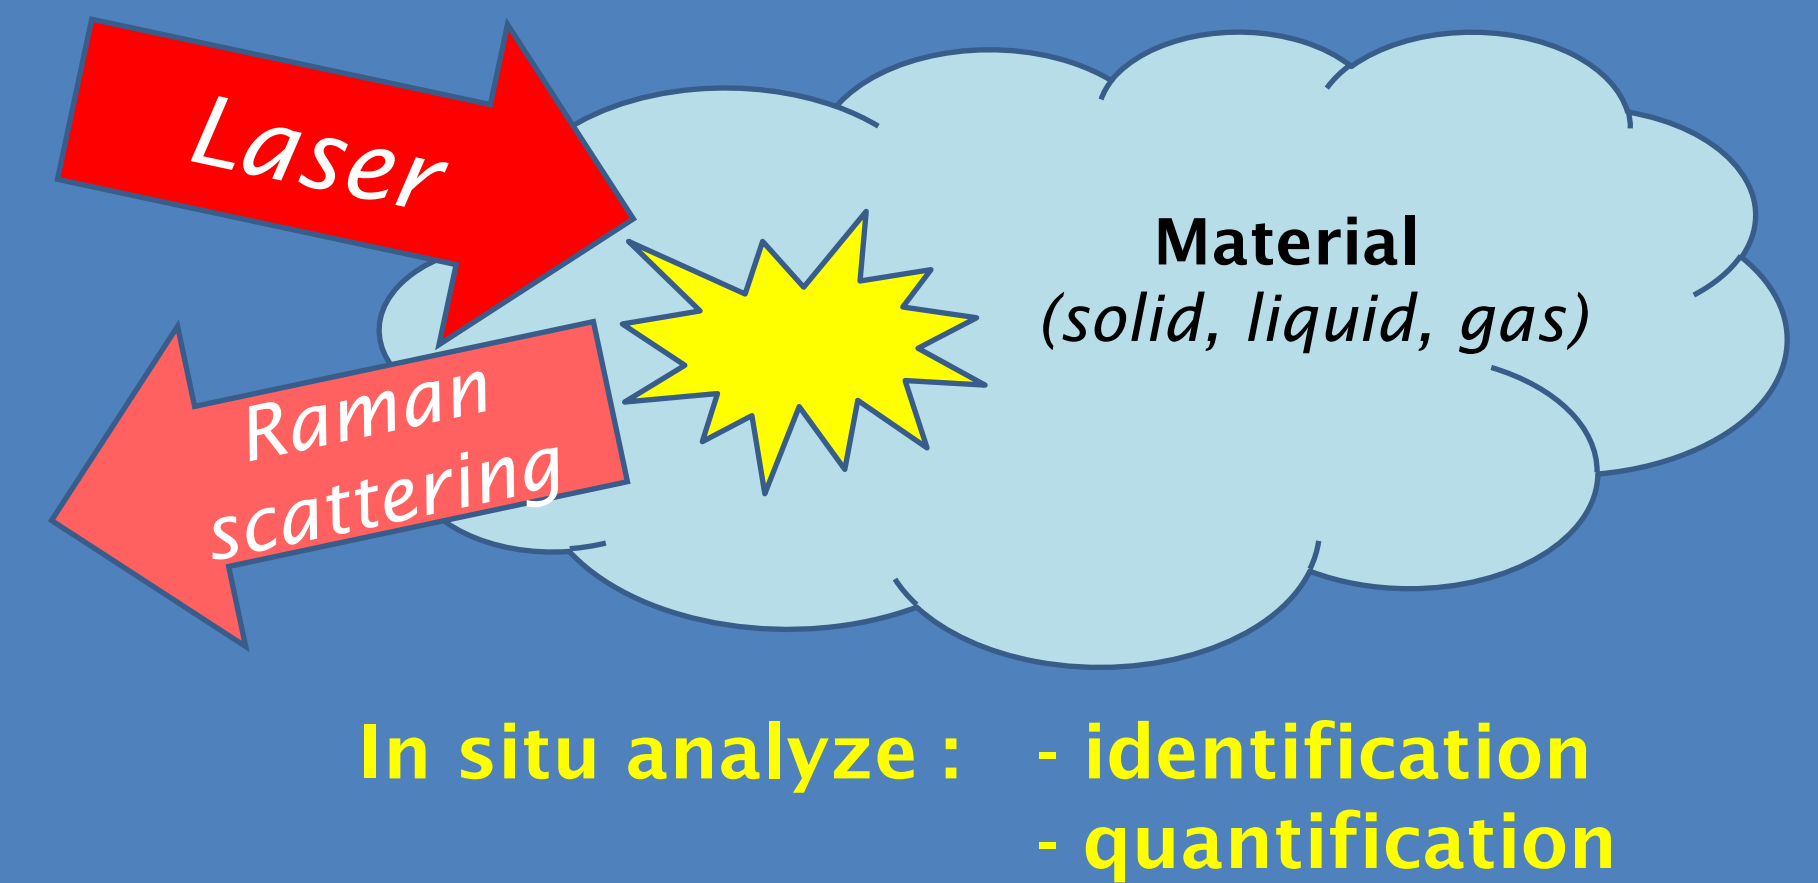 Laser
Material
(solid, liquid, gas)
Raman
scattering
In situ analyze : - identification
- quantification